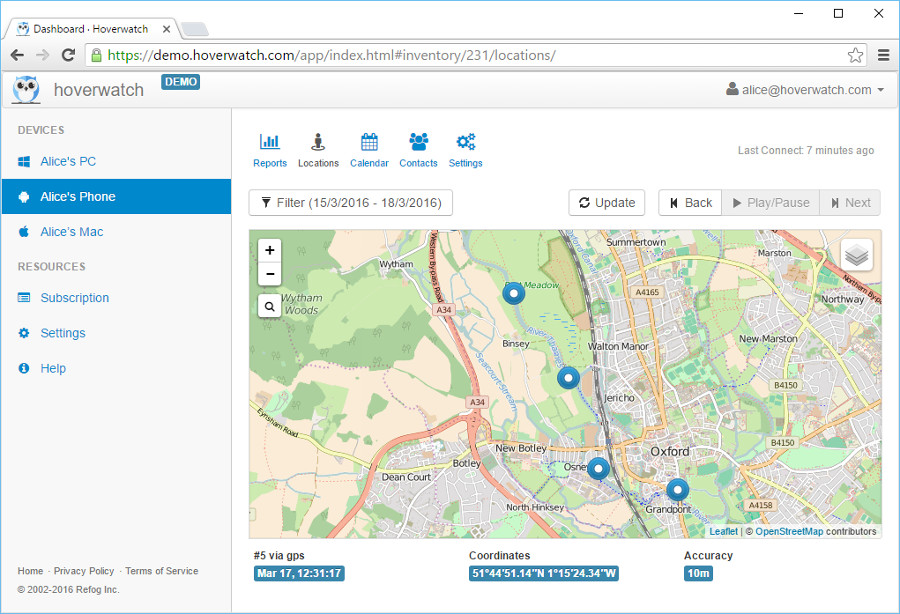 Dashboard · Hoverwatch
https://demo.hoverwatch.com/app/index.html#inventory/231/locations/
hoverwatch DEMO
alice@hoverwatch.com
DEVICES
Alice's PC
Alice's Phone
Alice's Mac
RESOURCES
Subscription
Settings
Help
Reports Locations Calendar Contacts Settings
Last Connect: 7 minutes ago
Filter (15/3/2016 - 18/3/2016)
Update Back Play/Pause Next
+
−
Summertown
Marston
Wytham
Western Bypass Road
Northern
Wytham
Woods
Meadow
A4165
Northway
A34
Binsey
Walton Manor
New Marston
Seacourt Stream
B4150
Jericho
A34
Eynsham Road
B4150
New Botley
Oxford
Botley
Osney
Dean Court
Grandpont
North Hinksey
A4158
Leaflet | © OpenStreetMap contributors
#5 via gps
Mar 17, 12:31:17
Coordinates
51°44'51.14"N 1°15'24.34"W
Accuracy
10m
Home · Privacy Policy · Terms of Service
© 2002-2016 Refog Inc.